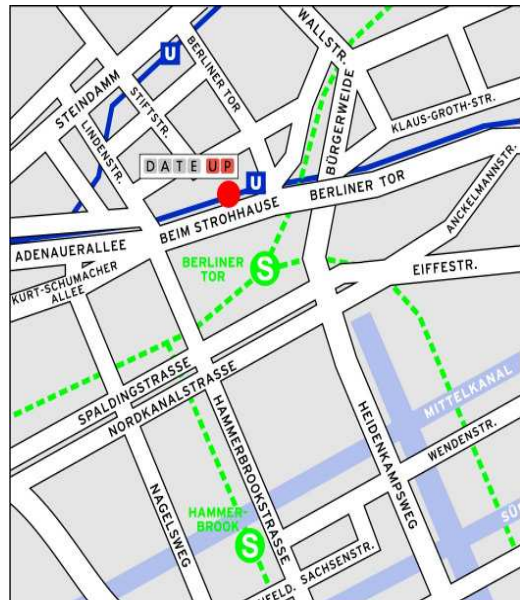 WALLSTR.
BERLINER
TOR
U
STEINDAMM
STIFTSTR.
LINDENSTR.
BÜRGERWEIDE
KLAUS-GROTH-STR.
DATE UP
U
BERLINER TOR
BEIM STROHHAUSE
ANCKELMANNSTR.
ADENAUERALLEE
BERLINER
TOR
S
EIFFESTR.
KURT-SCHUMACHER
ALLEE
SPALDINGSTRASSE
NORDKANALSTRASSE
MITTELKANAL
HAMMERBROOKSTRASSE
HEIDENKAMPSWEG
WENDENSTR.
NAGELSWEG
HAMMER-
BROOK
S
SACHSENSTR.